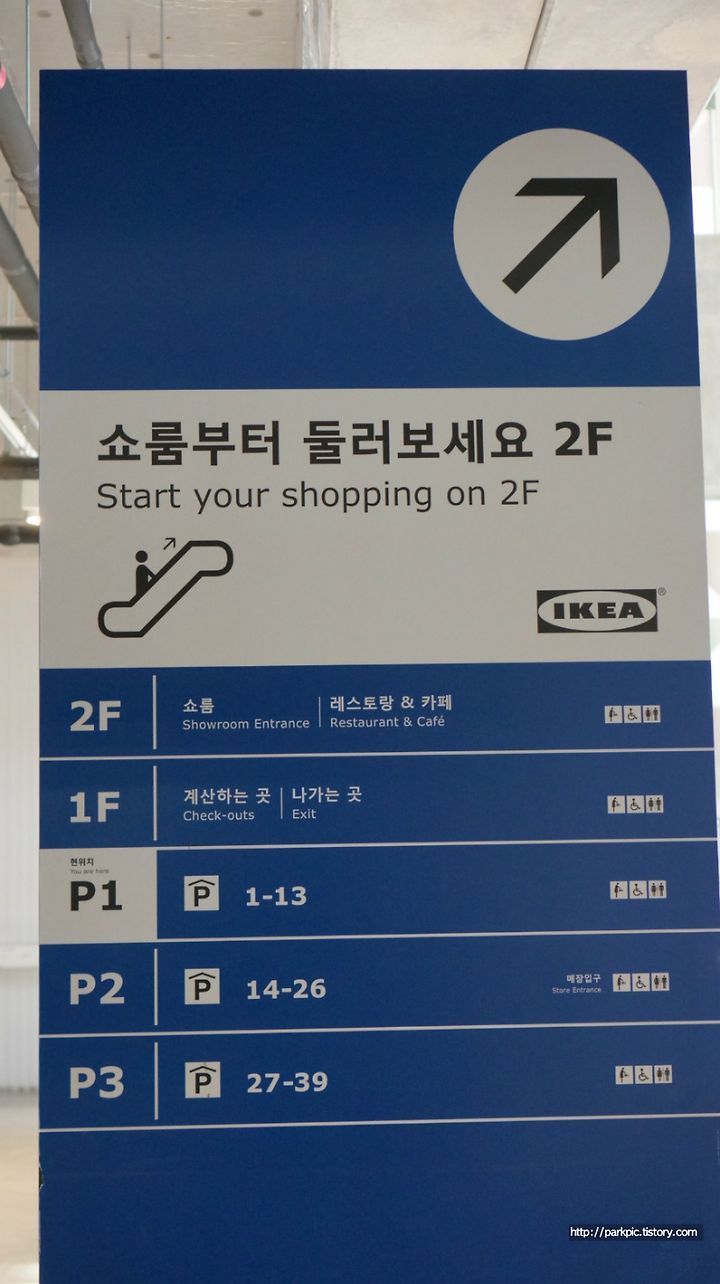 쇼룸부터 둘러보세요 2F
Start your shopping on 2F
IKEA®
2F
쇼룸
Showroom Entrance
레스토랑 & 카페
Restaurant & Café
1F
계산하는 곳
Check-outs
나가는 곳
Exit
현위치
You are here
P1
P
1-13
P2
P
14-26
매장입구
Store Entrance
P3
P
27-39
http://parkpic.tistory.com